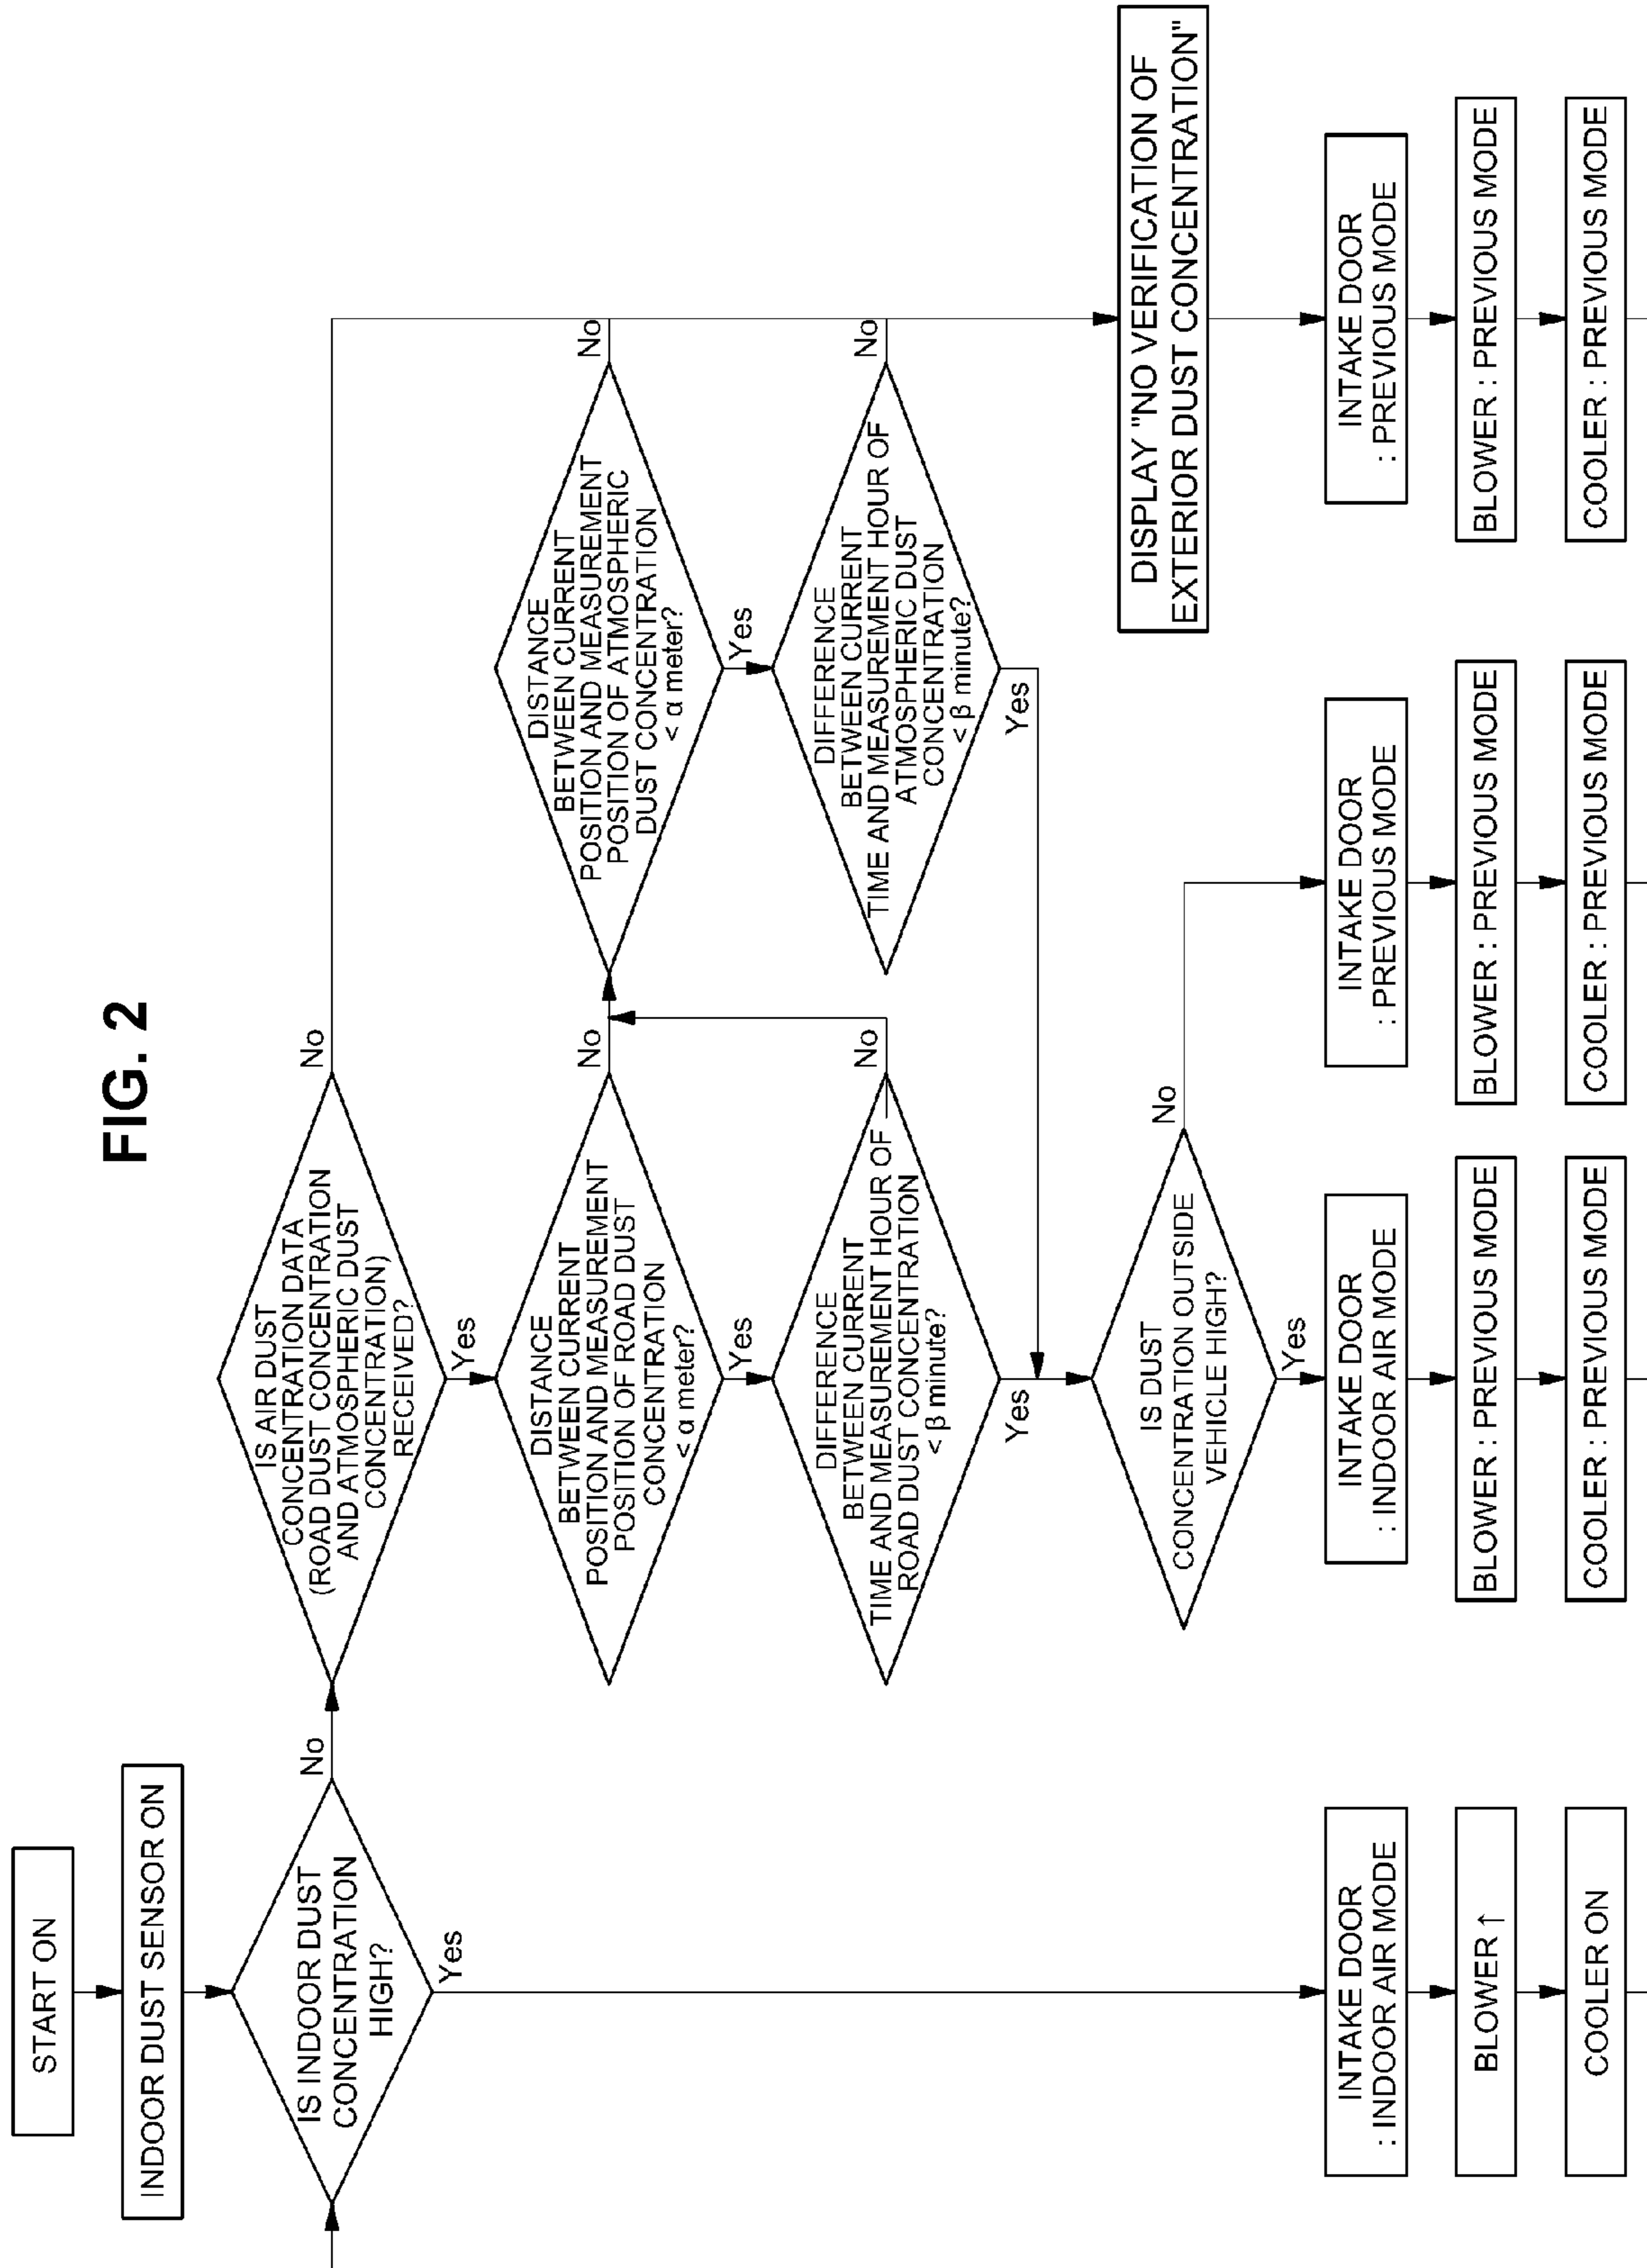 FIG. 2
START ON
INDOOR DUST SENSOR ON
IS INDOOR DUST
CONCENTRATION
HIGH?
No
Yes
IS AIR DUST
CONCENTRATION DATA
(ROAD DUST CONCENTRATION
AND ATMOSPHERIC DUST
CONCENTRATION)
RECEIVED?
No
Yes
DISTANCE
BETWEEN CURRENT
POSITION AND MEASUREMENT
POSITION OF ROAD DUST
CONCENTRATION
< α meter?
No
Yes
DISTANCE
BETWEEN CURRENT
POSITION AND MEASUREMENT
POSITION OF ATMOSPHERIC
DUST CONCENTRATION
< α meter?
No
Yes
DIFFERENCE
BETWEEN CURRENT
TIME AND MEASUREMENT HOUR OF
ROAD DUST CONCENTRATION
< β minute?
No
Yes
DIFFERENCE
BETWEEN CURRENT
TIME AND MEASUREMENT HOUR OF
ATMOSPHERIC DUST
CONCENTRATION
< β minute?
No
Yes
IS DUST
CONCENTRATION OUTSIDE
VEHICLE HIGH?
No
Yes
DISPLAY "NO VERIFICATION OF
EXTERIOR DUST CONCENTRATION"
INTAKE DOOR
: INDOOR AIR MODE
BLOWER ↑
COOLER ON
INTAKE DOOR
: INDOOR AIR MODE
BLOWER : PREVIOUS MODE
COOLER : PREVIOUS MODE
INTAKE DOOR
: PREVIOUS MODE
BLOWER : PREVIOUS MODE
COOLER : PREVIOUS MODE
INTAKE DOOR
: PREVIOUS MODE
BLOWER : PREVIOUS MODE
COOLER : PREVIOUS MODE